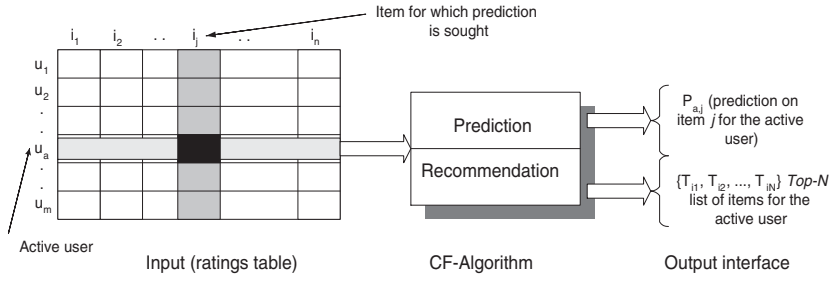 Item for which prediction
is sought
i1 i2 . . ij . . in
u1
u2
.
.
ua
.
.
um
Active user
Input (ratings table)
Prediction
Recommendation
CF-Algorithm
Pa,j (prediction on
item j for the active
user)
{Ti1, Ti2, ..., TiN} Top-N
list of items for the
active user
Output interface